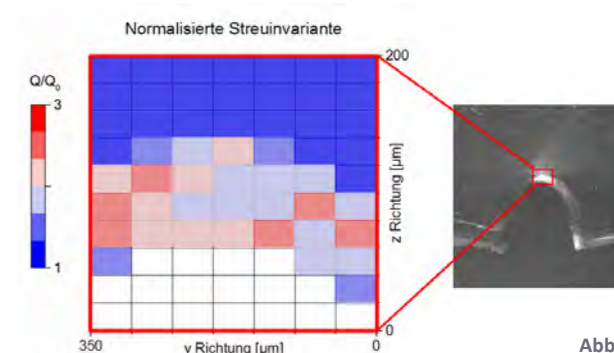 Normalisierte Streuinvariante
Q/Q0
3
1
200
z Richtung [µm]
0
350
y Richtung [µm]
0
Abb